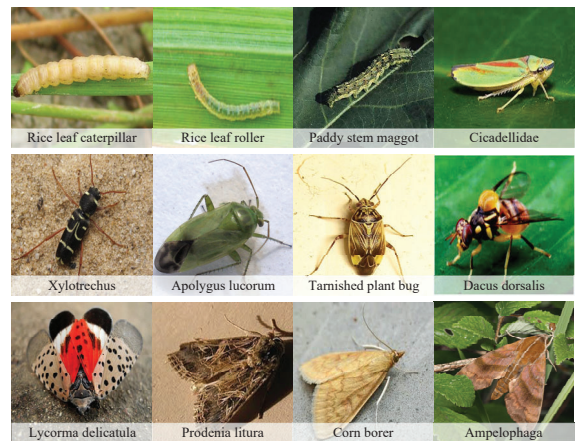 Rice leaf caterpillar
Rice leaf roller
Paddy stem maggot
Cicadellidae
Xylotrechus
Apolygus lucorum
Tarnished plant bug
Dacus dorsalis
Lycorma delicatula
Prodenia litura
Corn borer
Ampelophaga